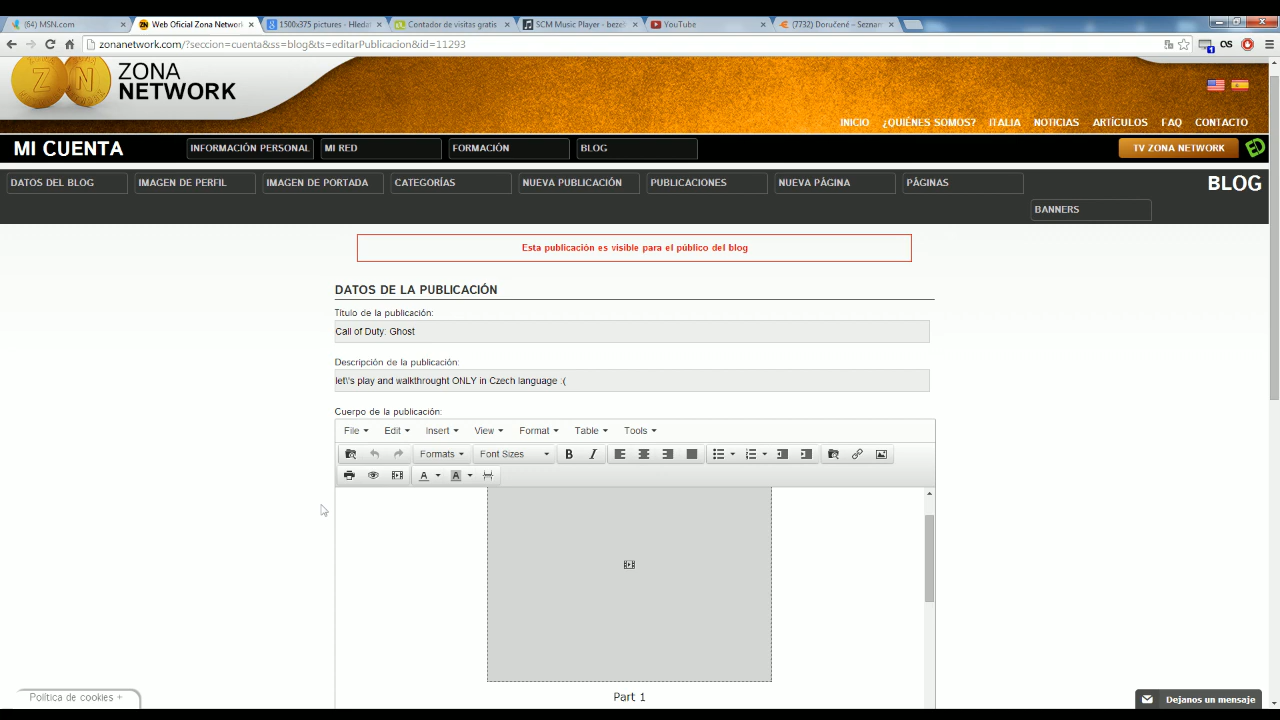 (64) MSN.com
Web Oficial Zona Network
1500x375 pictures - Hledat
Contador de visitas gratis
SCM Music Player - beze
YouTube
(7732) Doručené – Seznam
zonanetwork.com/?seccion=cuenta&ss=blog&ts=editarPublicacion&id=11293
ZN
ZONA
NETWORK
INICIO ¿QUIÉNES SOMOS? ITALIA NOTICIAS ARTÍCULOS FAQ CONTACTO
MI CUENTA
INFORMACIÓN PERSONAL
MI RED
FORMACIÓN
BLOG
TV ZONA NETWORK
DATOS DEL BLOG
IMAGEN DE PERFIL
IMAGEN DE PORTADA
CATEGORÍAS
NUEVA PUBLICACIÓN
PUBLICACIONES
NUEVA PÁGINA
PÁGINAS
BLOG
BANNERS
Esta publicación es visible para el público del blog
DATOS DE LA PUBLICACIÓN
Título de la publicación:
Call of Duty: Ghost
Descripción de la publicación:
let\'s play and walkthrought ONLY in Czech language :(
Cuerpo de la publicación:
File Edit Insert View Format Table Tools
Formats Font Sizes B I
A A
Part 1
Política de cookies +
Dejanos un mensaje